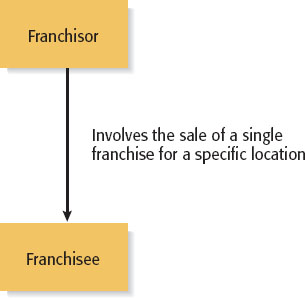 Franchisor
Involves the sale of a single
franchise for a specific location
Franchisee